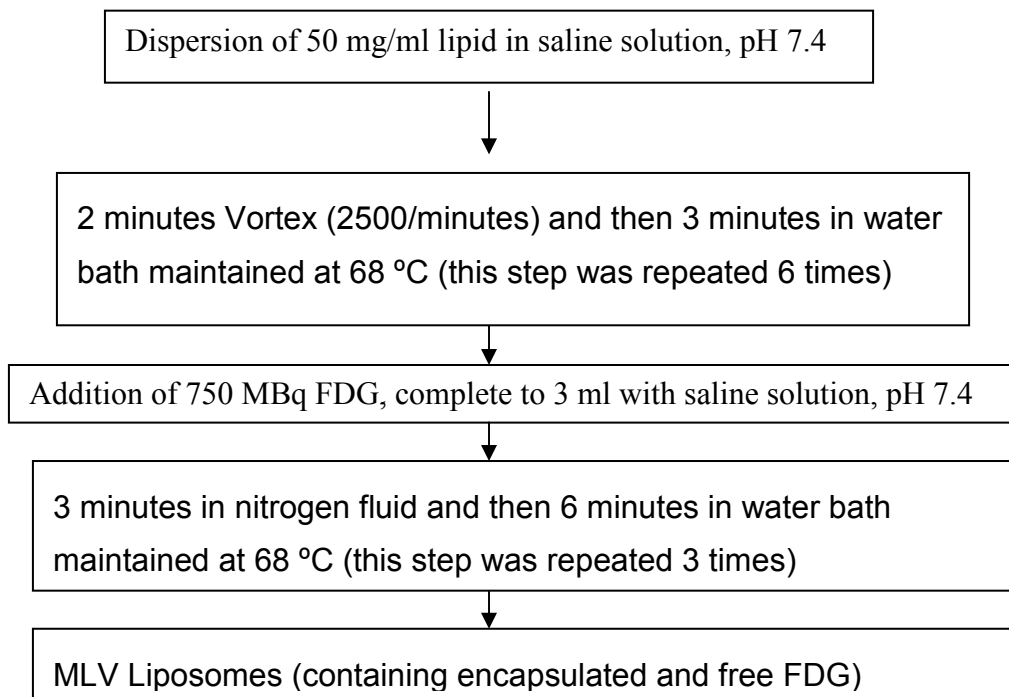 Dispersion of 50 mg/ml lipid in saline solution, pH 7.4
2 minutes Vortex (2500/minutes) and then 3 minutes in water
bath maintained at 68 ºC (this step was repeated 6 times)
Addition of 750 MBq FDG, complete to 3 ml with saline solution, pH 7.4
3 minutes in nitrogen fluid and then 6 minutes in water bath
maintained at 68 ºC (this step was repeated 3 times)
MLV Liposomes (containing encapsulated and free FDG)